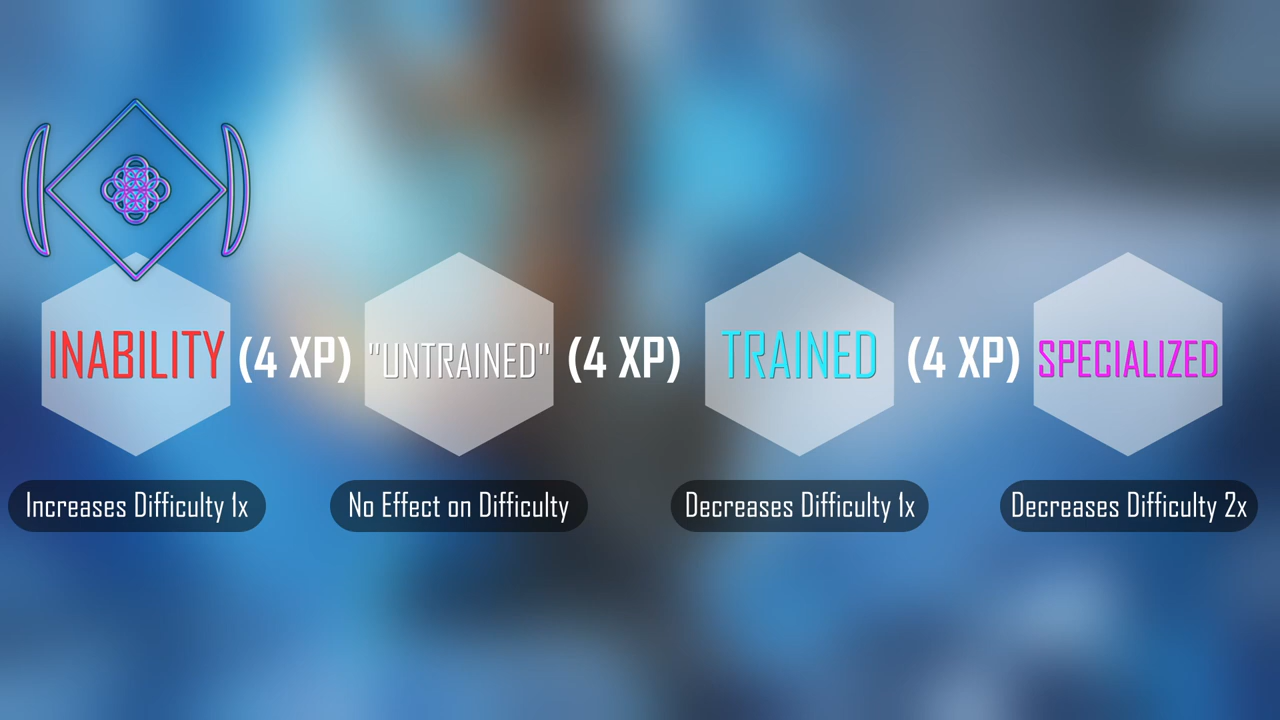 INABILITY (4 XP) "UNTRAINED" (4 XP) TRAINED (4 XP) SPECIALIZED
Increases Difficulty 1x
No Effect on Difficulty
Decreases Difficulty 1x
Decreases Difficulty 2x